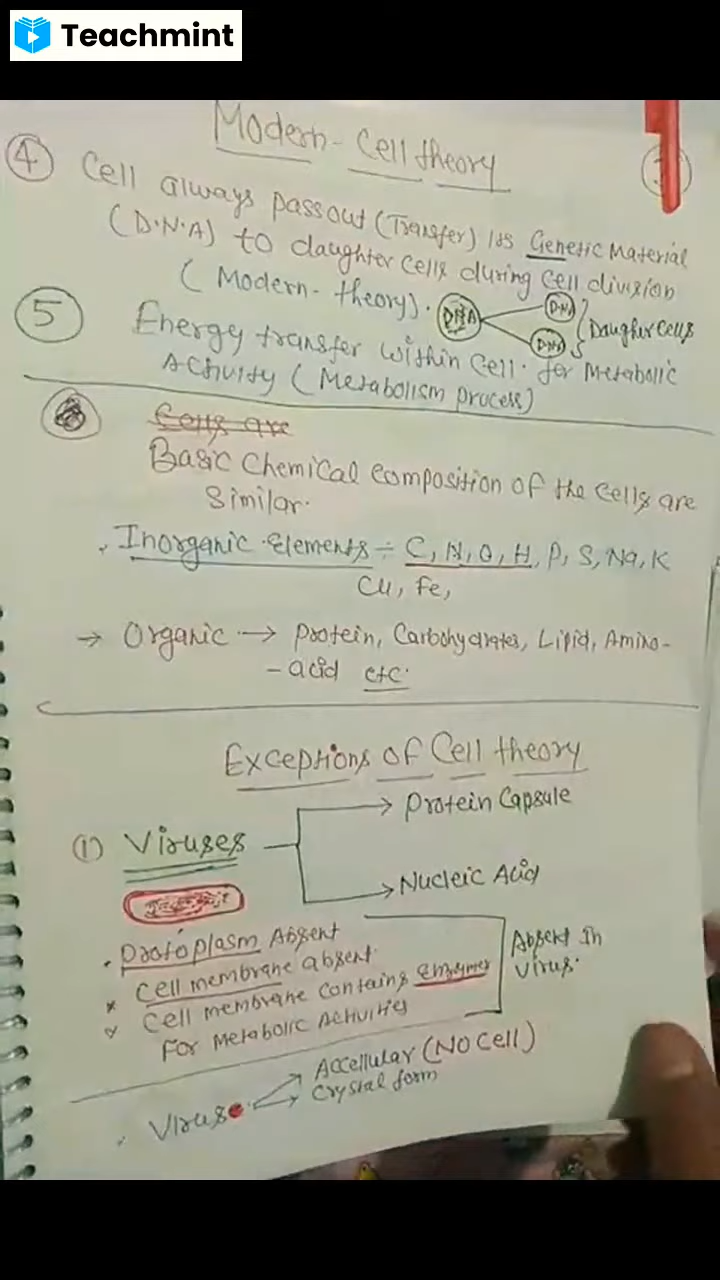 Teachmint
Modern-Cell theory
④ Cell always passout (Transfer) Its Genetic Material
(D.N.A) to daughter Cells during Cell division
(Modern-theory).
DNA DNA DNA Daugher Cells
⑤ Energy transfer within Cell. for Metabolic
Activity (Metabolism process)
Cells are
Basic Chemical Composition of the Cells are
Similar.
Inorganic Elements ÷ C, N, O, H, P, S, Na, K
Cu, Fe,
→ Organic → Protein, Carbohydrates, Lipid, Amino-
-acid etc.
Exceptions of Cell theory
① Viruses
Protein Capsule
Nucleic Acid
. Protoplasm Absent
* Cell membrane absent.
* Cell membrane Contains Enzymes
For Metabolic Activities
Absent In
Virus.
Virus
Accellular (NO Cell)
Crystal form